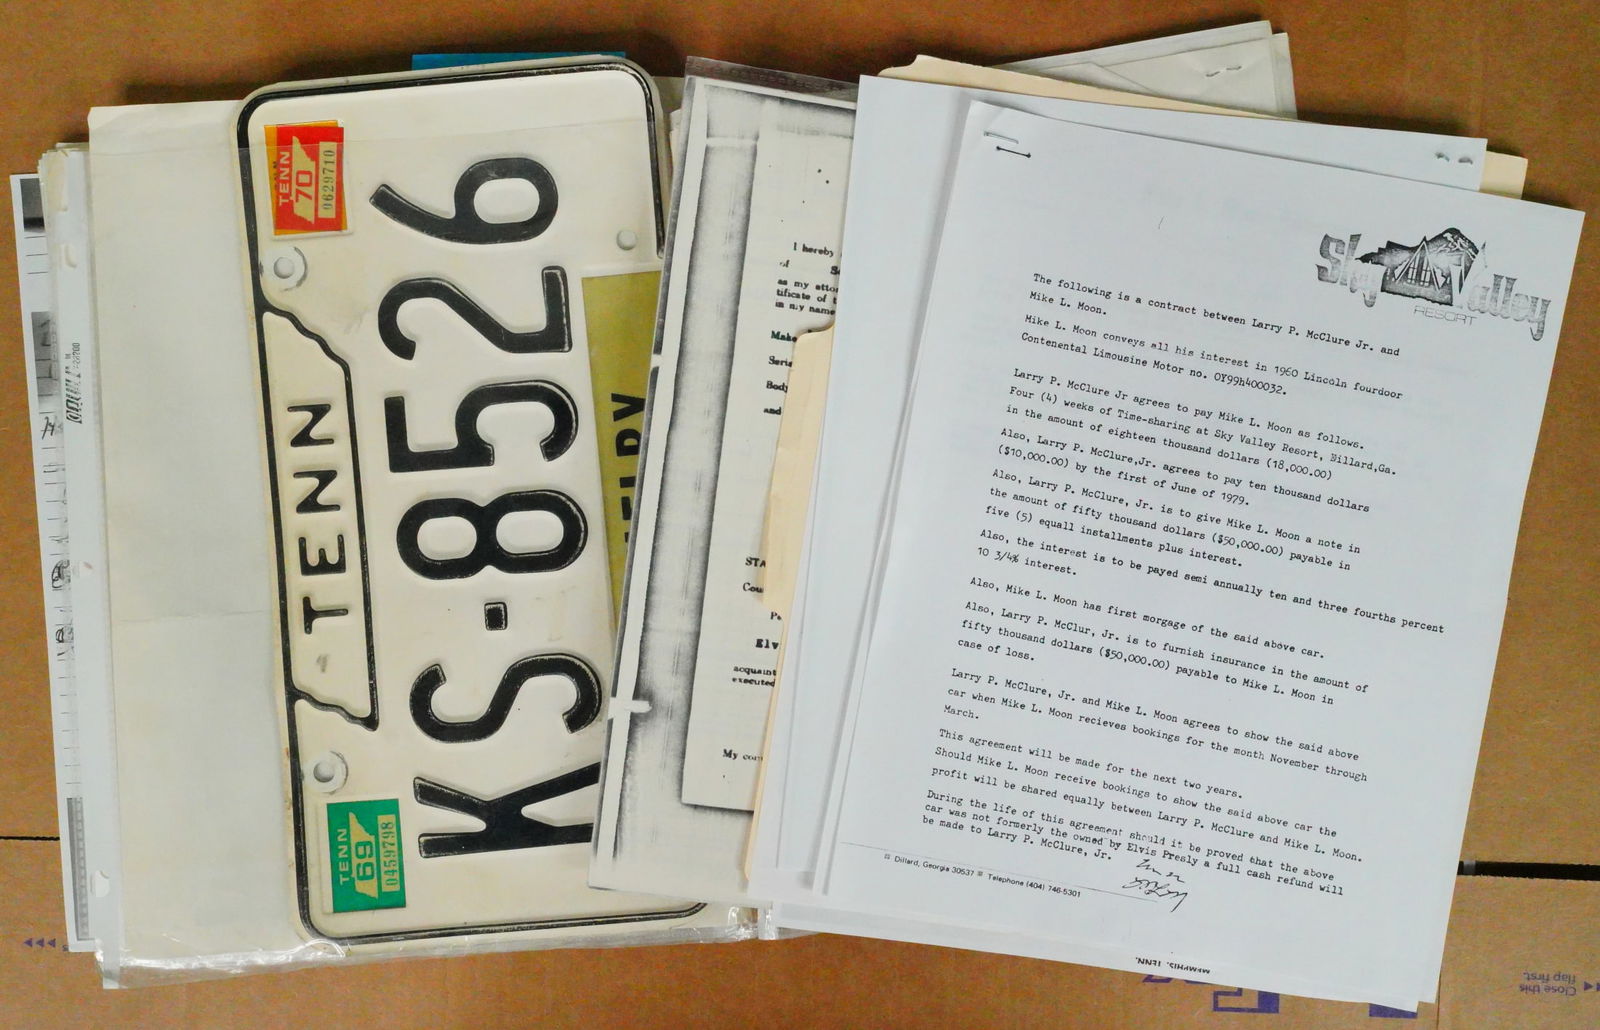 TENN
70
0629710
TENN
KS-8526
TENN
69
0459798
I hereby
of
as my
in my name
Make
Body
and
STA
My
Sky Valley
RESORT
The following is a contract between Larry P. McClure Jr. and
Mike L. Moon.
Mike L. Moon conveys all his interest in 1960 Lincoln fourdoor
Contenental Limousine Motor no. OY99h400032.
Larry P. McClure Jr agrees to pay Mike L. Moon as follows.
Four (4) weeks of Time-sharing at Sky Valley Resort, Dillard,Ga.
in the amount of eighteen thousand dollars (18,000.00)
Also, Larry P. McClure,Jr. agrees to pay ten thousand dollars
($10,000.00) by the first of June of 1979.
Also, Larry P. McClure, Jr. is to give Mike L. Moon a note in
the amount of fifty thousand dollars ($50,000.00) payable in
five (5) equall installments plus interest.
Also, the interest is to be payed semi annually ten and three fourths percent
10 3/4% interest.
Also, Mike L. Moon has first morgage of the said above car.
Also, Larry P. McClur, Jr. is to furnish insurance in the amount of
fifty thousand dollars ($50,000.00) payable to Mike L. Moon in
case of loss.
Larry P. McClure, Jr. and Mike L. Moon agrees to show the said above
car when Mike L. Moon recieves bookings for the month November through
March.
This agreement will be made for the next two years.
Should Mike L. Moon receive bookings to show the said above car the
profit will be shared equally between Larry P. McClure and Mike L. Moon.
During the life of this agreement should it be proved that the above
car was not formerly the owned by Elvis Presly a full cash refund will
be made to Larry P. McClure, Jr.
Dillard, Georgia 30537 Telephone (404) 746-5301
MEMPHIS, TENN.
Close this
flap first.